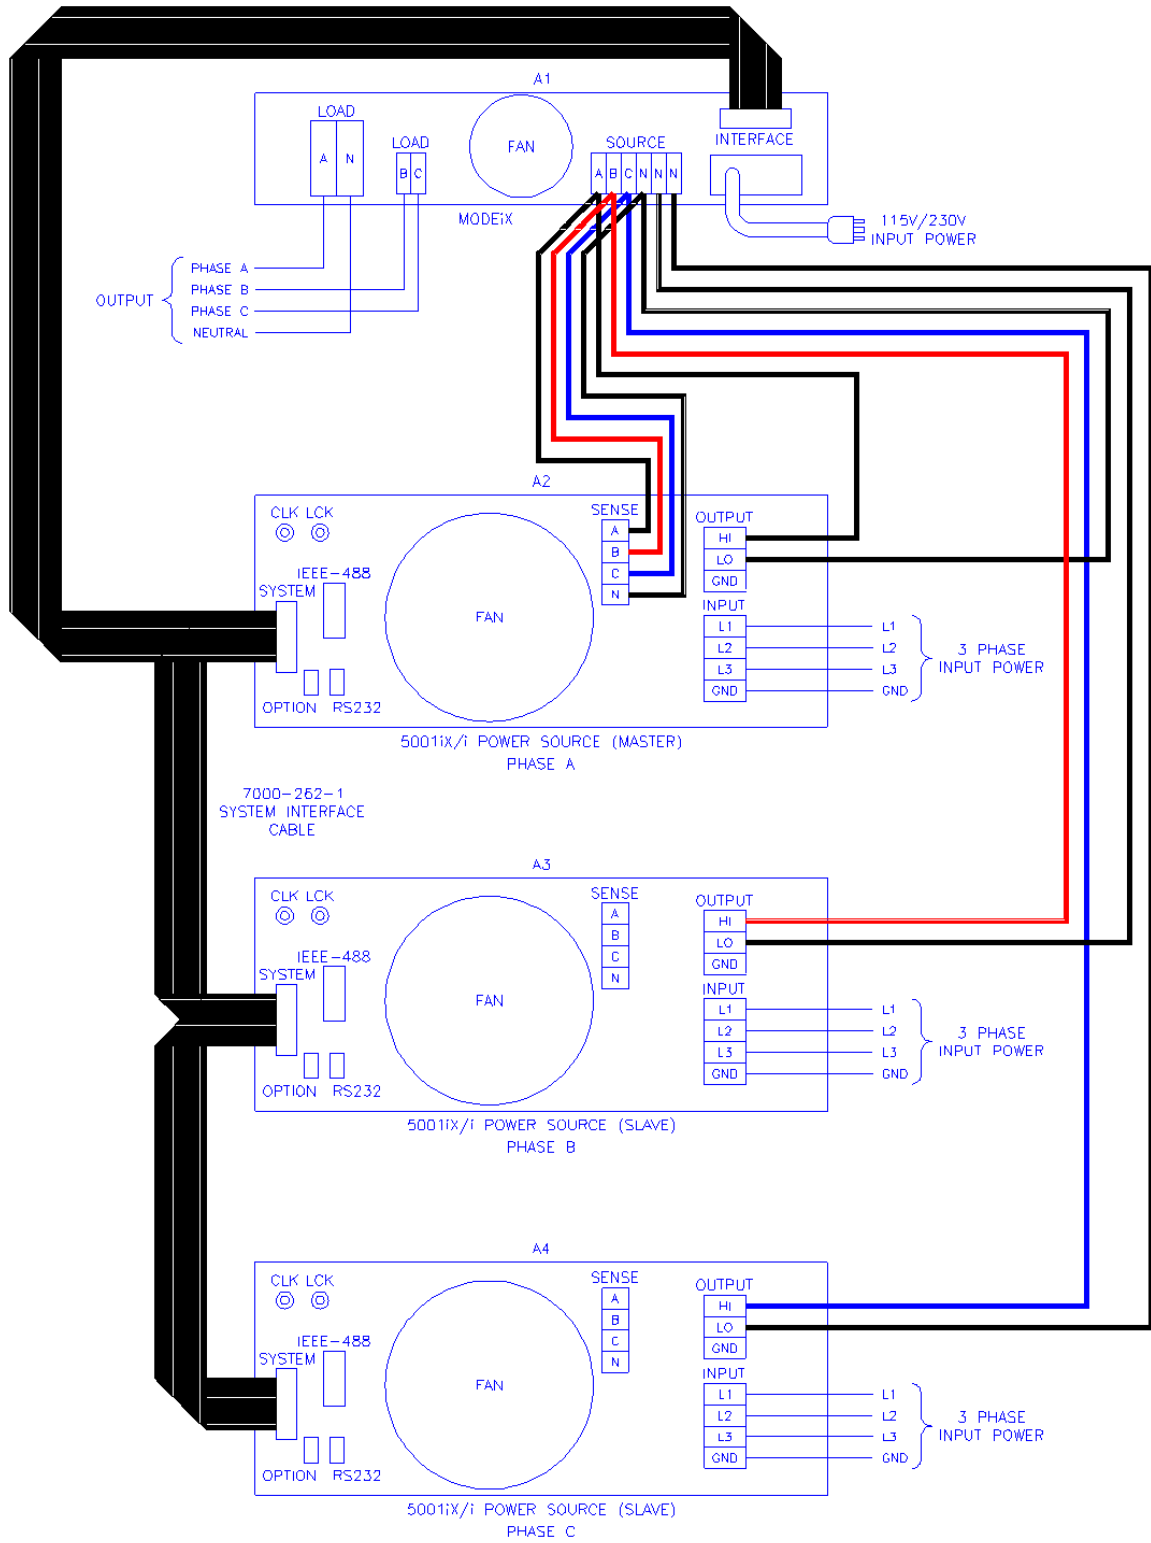 A1
LOAD
LOAD
FAN
SOURCE
INTERFACE
A N
B C
A B C N N N
MODEiX
115V/230V
INPUT POWER
OUTPUT
PHASE A
PHASE B
PHASE C
NEUTRAL
A2
CLK LCK
SENSE
A
B
C
N
OUTPUT
HI
LO
GND
IEEE-488
SYSTEM
FAN
INPUT
L1
L2
L3
GND
L1
L2
L3
GND
3 PHASE
INPUT POWER
OPTION RS232
5001iX/i POWER SOURCE (MASTER)
PHASE A
7000-262-1
SYSTEM INTERFACE
CABLE
A3
CLK LCK
SENSE
A
B
C
N
OUTPUT
HI
LO
GND
IEEE-488
SYSTEM
FAN
INPUT
L1
L2
L3
GND
L1
L2
L3
GND
3 PHASE
INPUT POWER
OPTION RS232
5001iX/i POWER SOURCE (SLAVE)
PHASE B
A4
CLK LCK
SENSE
A
B
C
N
OUTPUT
HI
LO
GND
IEEE-488
SYSTEM
FAN
INPUT
L1
L2
L3
GND
L1
L2
L3
GND
3 PHASE
INPUT POWER
OPTION RS232
5001iX/i POWER SOURCE (SLAVE)
PHASE C